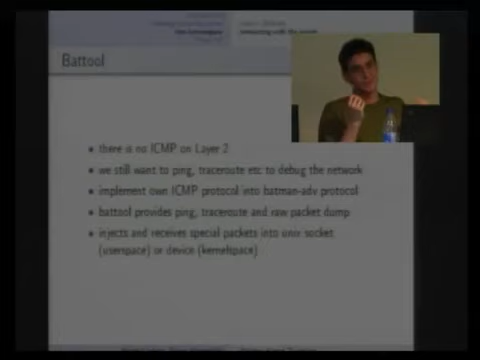 Battool
there is no ICMP on Layer 2
we still want to ping, traceroute etc to debug the network
implement own ICMP protocol into batman-adv protocol
battool provides ping, traceroute and raw packet dump
injects and receives special packets into unix socket
(userspace) or device (kernelspace)